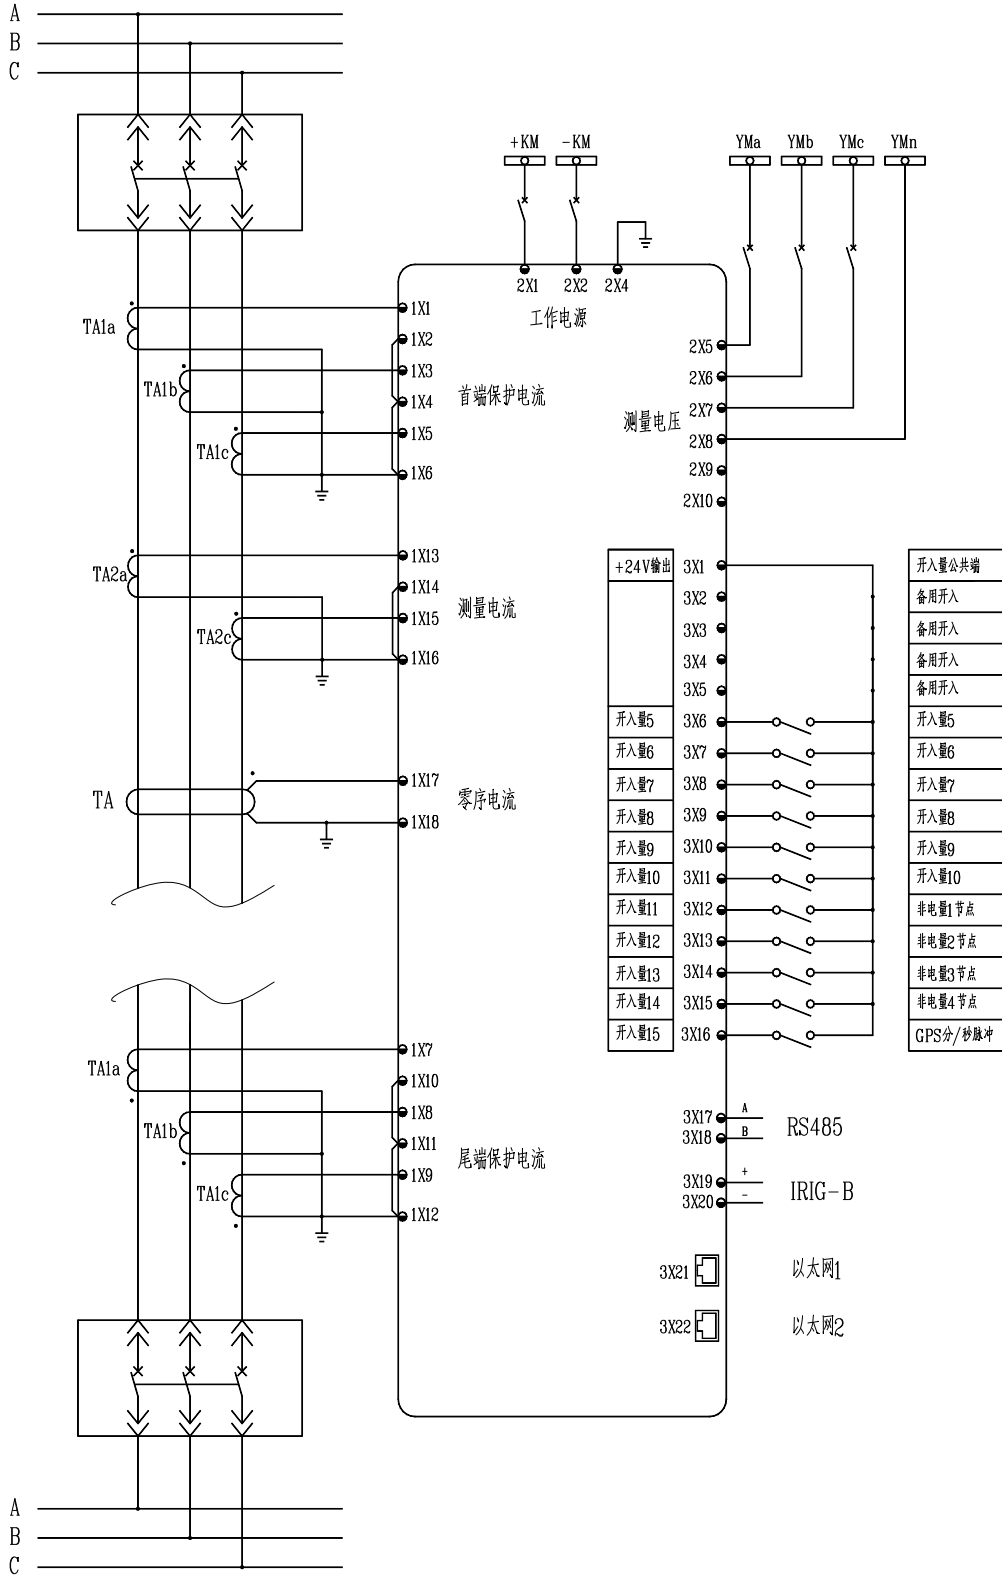 A
B
C
+KM
-KM
YMa
YMb
YMc
YMn
2X1
2X2
2X4
工作电源
TA1a
1X1
1X2
TA1b
1X3
首端保护电流
1X4
TA1c
1X5
1X6
2X5
2X6
测量电压
2X7
2X8
2X9
2X10
TA2a
1X13
1X14
测量电流
TA2c
1X15
1X16
+24V输出
3X1
开入量公共端
3X2
备用开入
3X3
备用开入
3X4
备用开入
3X5
备用开入
开入量5
3X6
开入量5
开入量6
3X7
开入量6
开入量7
3X8
开入量7
开入量8
3X9
开入量8
开入量9
3X10
开入量9
开入量10
3X11
开入量10
开入量11
3X12
非电量1节点
开入量12
3X13
非电量2节点
开入量13
3X14
非电量3节点
开入量14
3X15
非电量4节点
开入量15
3X16
GPS分/秒脉冲
TA
1X17
零序电流
1X18
TA1a
1X7
1X10
TA1b
1X8
1X11
尾端保护电流
TA1c
1X9
1X12
3X17
A
RS485
3X18
B
3X19
+
IRIG-B
3X20
-
3X21
以太网1
3X22
以太网2
A
B
C